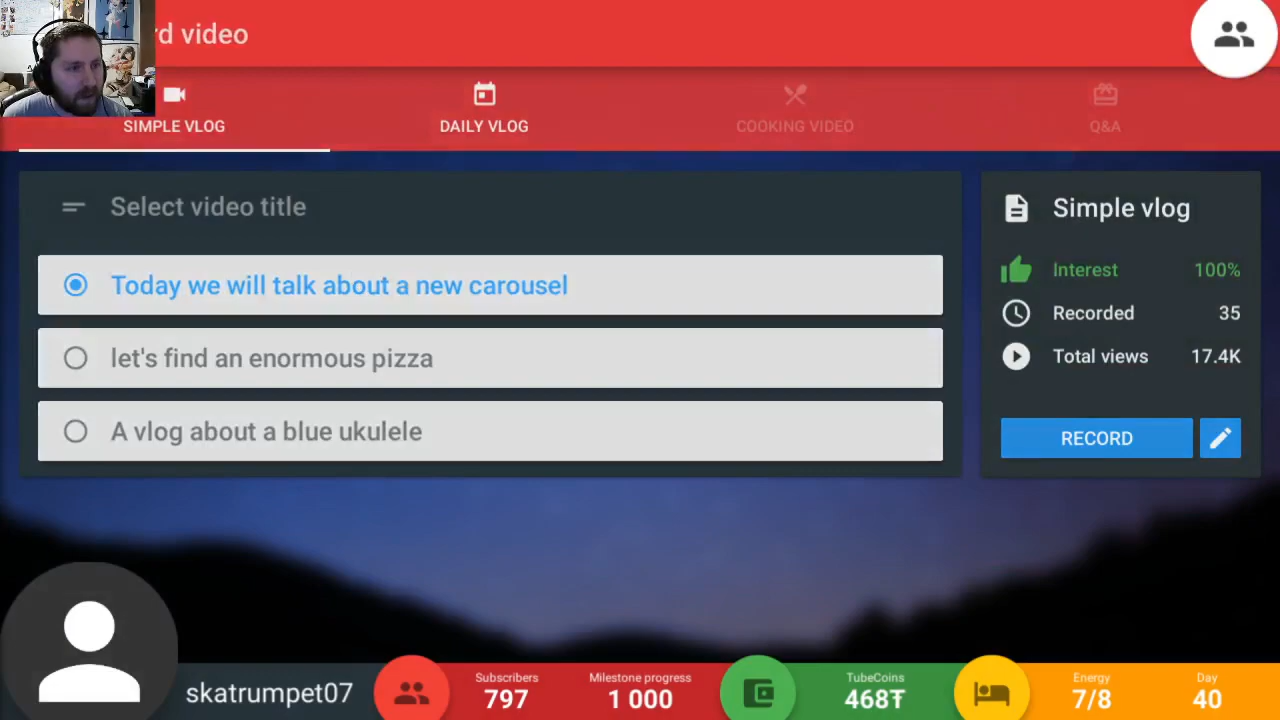 d video
SIMPLE VLOG
DAILY VLOG
COOKING VIDEO
Q&A
Select video title
Today we will talk about a new carousel
let's find an enormous pizza
A vlog about a blue ukulele
Simple vlog
Interest 100%
Recorded 35
Total views 17.4K
RECORD
skatrumpet07
Subscribers
797
Milestone progress
1 000
TubeCoins
468Ŧ
Energy
7/8
Day
40